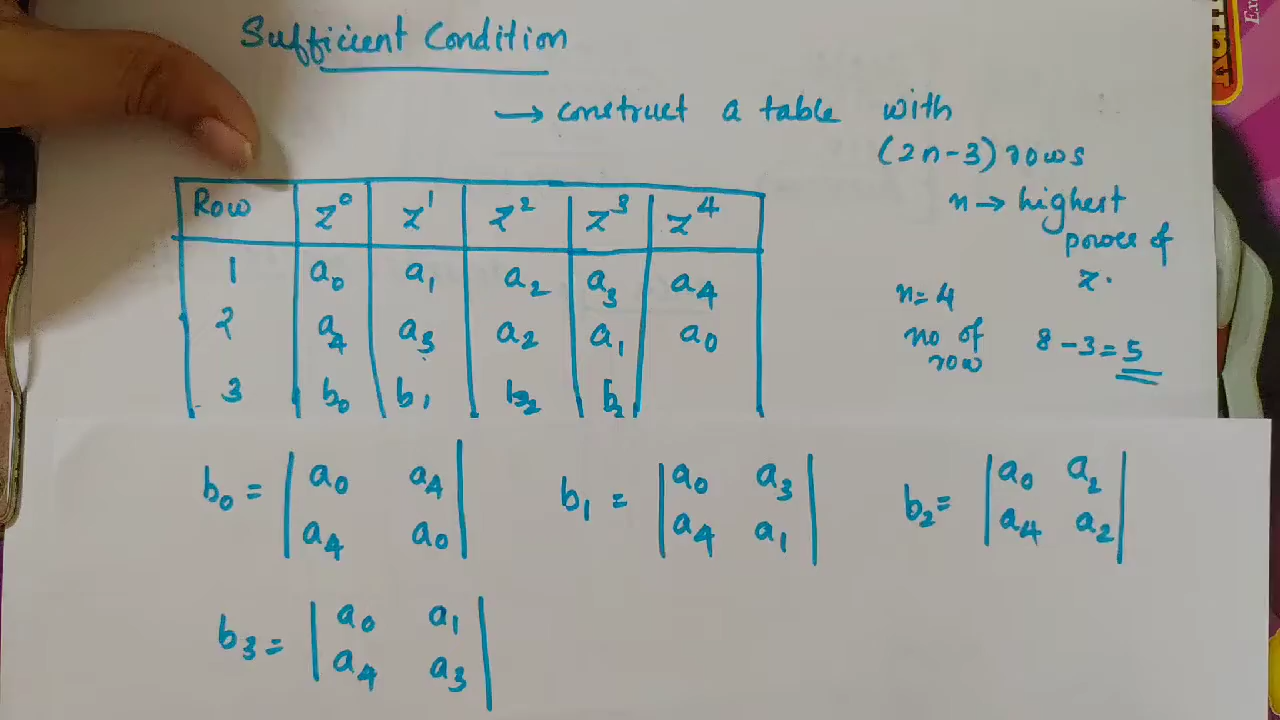 Sufficient Condition
→ construct a table with
(2n-3) rows
n → highest
power of
z.
Row z⁰ z¹ z² z³ z⁴
1 a₀ a₁ a₂ a₃ a₄
2 a₄ a₃ a₂ a₁ a₀
3 b₀ b₁ b₂
n=4
no of
row
8-3=5
b₀ = | a₀ a₄ |
| a₄ a₀ |
b₁ = | a₀ a₃ |
| a₄ a₁ |
b₂ = | a₀ a₂ |
| a₄ a₂ |
b₃ = | a₀ a₁ |
| a₄ a₃ |